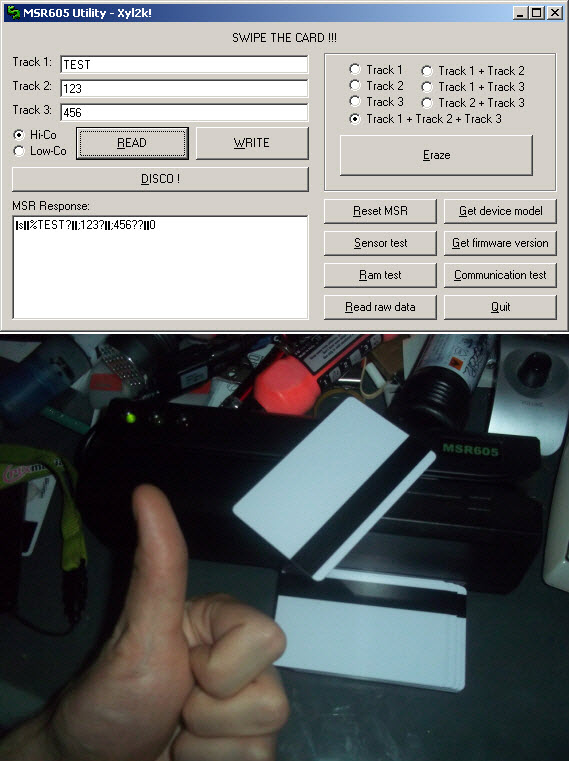 MSR605 Utility - Xyl2k!
SWIPE THE CARD !!!
Track 1: TEST
Track 2: 123
Track 3: 456
Hi-Co
Low-Co
READ
WRITE
DISCO !
Track 1
Track 1 + Track 2
Track 2
Track 1 + Track 3
Track 3
Track 2 + Track 3
Track 1 + Track 2 + Track 3
Eraze
MSR Response:
s%TEST?;123?;456??0
Reset MSR
Get device model
Sensor test
Get firmware version
Ram test
Communication test
Read raw data
Quit
MSR605